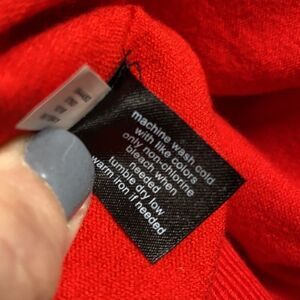 machine wash cold
with like colors
only non-chlorine
bleach when
needed
tumble dry low
warm iron if needed